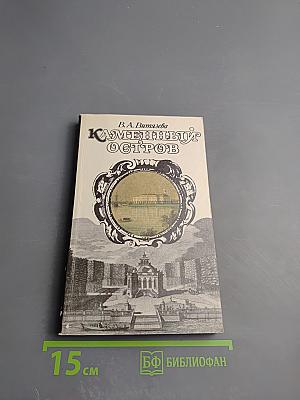 В. А. Витязева
КАМЕННЫЙ
ОСТРОВ
15 см
БФ БИБЛИОФАН